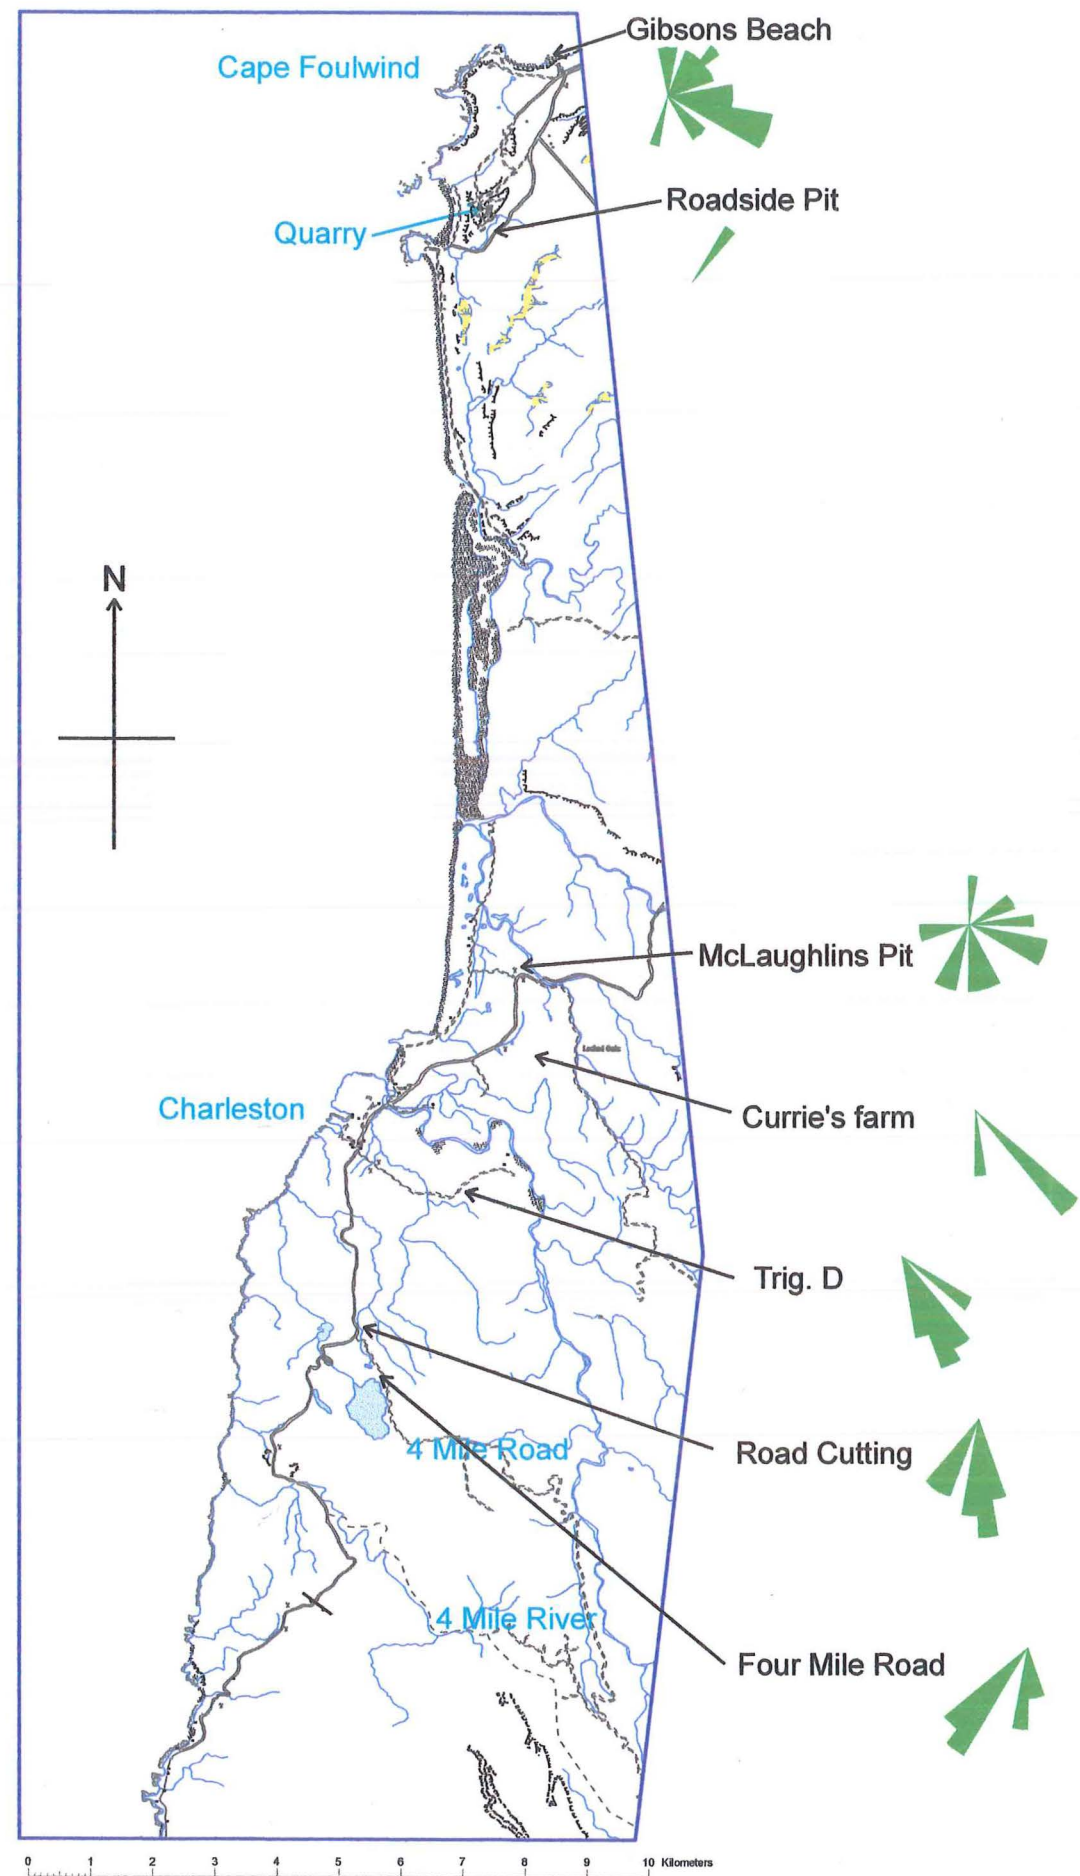 Gibsons Beach
Cape Foulwind
Roadside Pit
Quarry
N
McLaughlins Pit
Currie's farm
Charleston
Trig. D
4 Mile Road
Road Cutting
4 Mile River
Four Mile Road
0 1 2 3 4 5 6 7 8 9 10 Kilometers